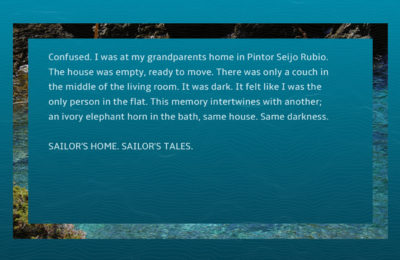 Confused. I was at my grandparents home in Pintor Seijo Rubio.
The house was empty, ready to move. There was only a couch in
the middle of the living room. It was dark. It felt like I was the
only person in the flat. This memory intertwines with another;
an ivory elephant horn in the bath, same house. Same darkness.
SAILOR'S HOME. SAILOR'S TALES.